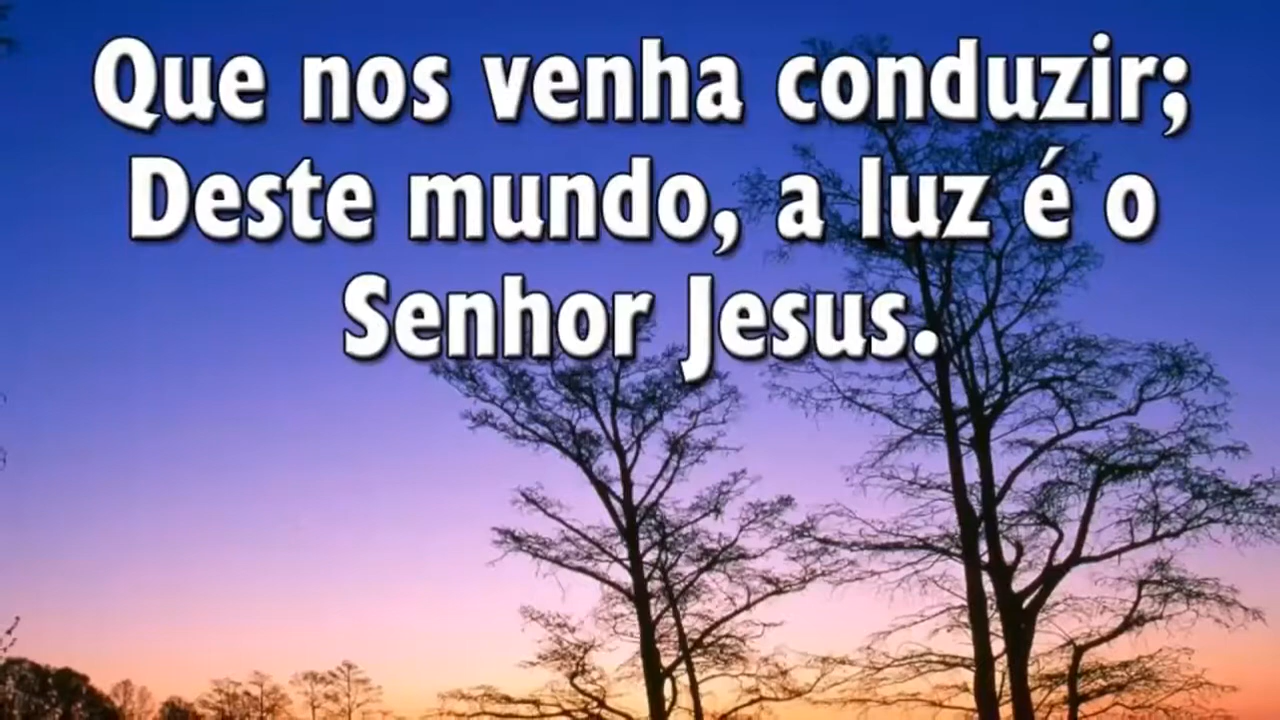 Que nos venha conduzir;
Deste mundo, a luz é o
Senhor Jesus.